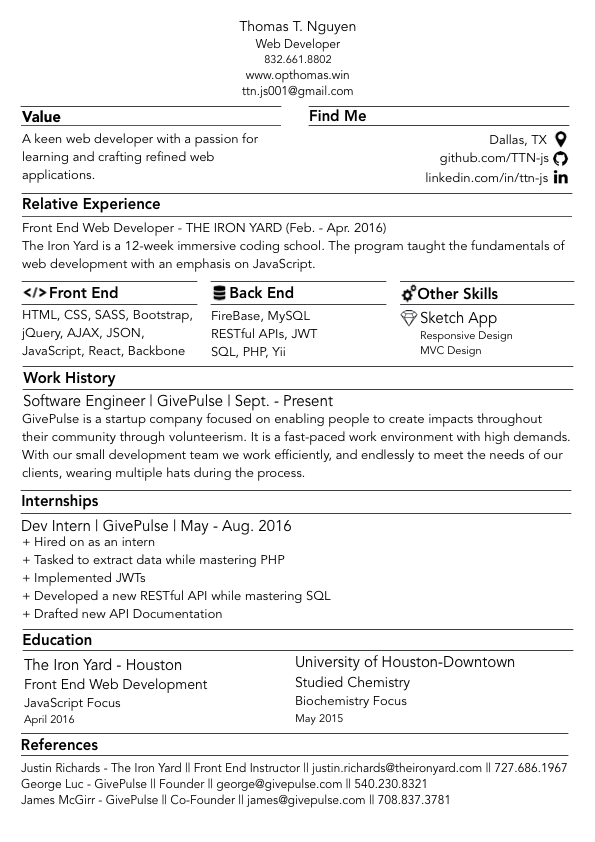 Thomas T. Nguyen
Web Developer
832.661.8802
www.opthomas.win
ttn.js001@gmail.com
Value
A keen web developer with a passion for
learning and crafting refined web
applications.
Find Me
Dallas, TX
github.com/TTN-js
linkedin.com/in/ttn-js
Relative Experience
Front End Web Developer - THE IRON YARD (Feb. - Apr. 2016)
The Iron Yard is a 12-week immersive coding school. The program taught the fundamentals of
web development with an emphasis on JavaScript.
</> Front End
HTML, CSS, SASS, Bootstrap,
jQuery, AJAX, JSON,
JavaScript, React, Backbone
Back End
FireBase, MySQL
RESTful APIs, JWT
SQL, PHP, Yii
Other Skills
Sketch App
Responsive Design
MVC Design
Work History
Software Engineer | GivePulse | Sept. - Present
GivePulse is a startup company focused on enabling people to create impacts throughout
their community through volunteerism. It is a fast-paced work environment with high demands.
With our small development team we work efficiently, and endlessly to meet the needs of our
clients, wearing multiple hats during the process.
Internships
Dev Intern | GivePulse | May - Aug. 2016
+ Hired on as an intern
+ Tasked to extract data while mastering PHP
+ Implemented JWTs
+ Developed a new RESTful API while mastering SQL
+ Drafted new API Documentation
Education
The Iron Yard - Houston
Front End Web Development
JavaScript Focus
April 2016
University of Houston-Downtown
Studied Chemistry
Biochemistry Focus
May 2015
References
Justin Richards - The Iron Yard || Front End Instructor || justin.richards@theironyard.com || 727.686.1967
George Luc - GivePulse || Founder || george@givepulse.com || 540.230.8321
James McGirr - GivePulse || Co-Founder || james@givepulse.com || 708.837.3781